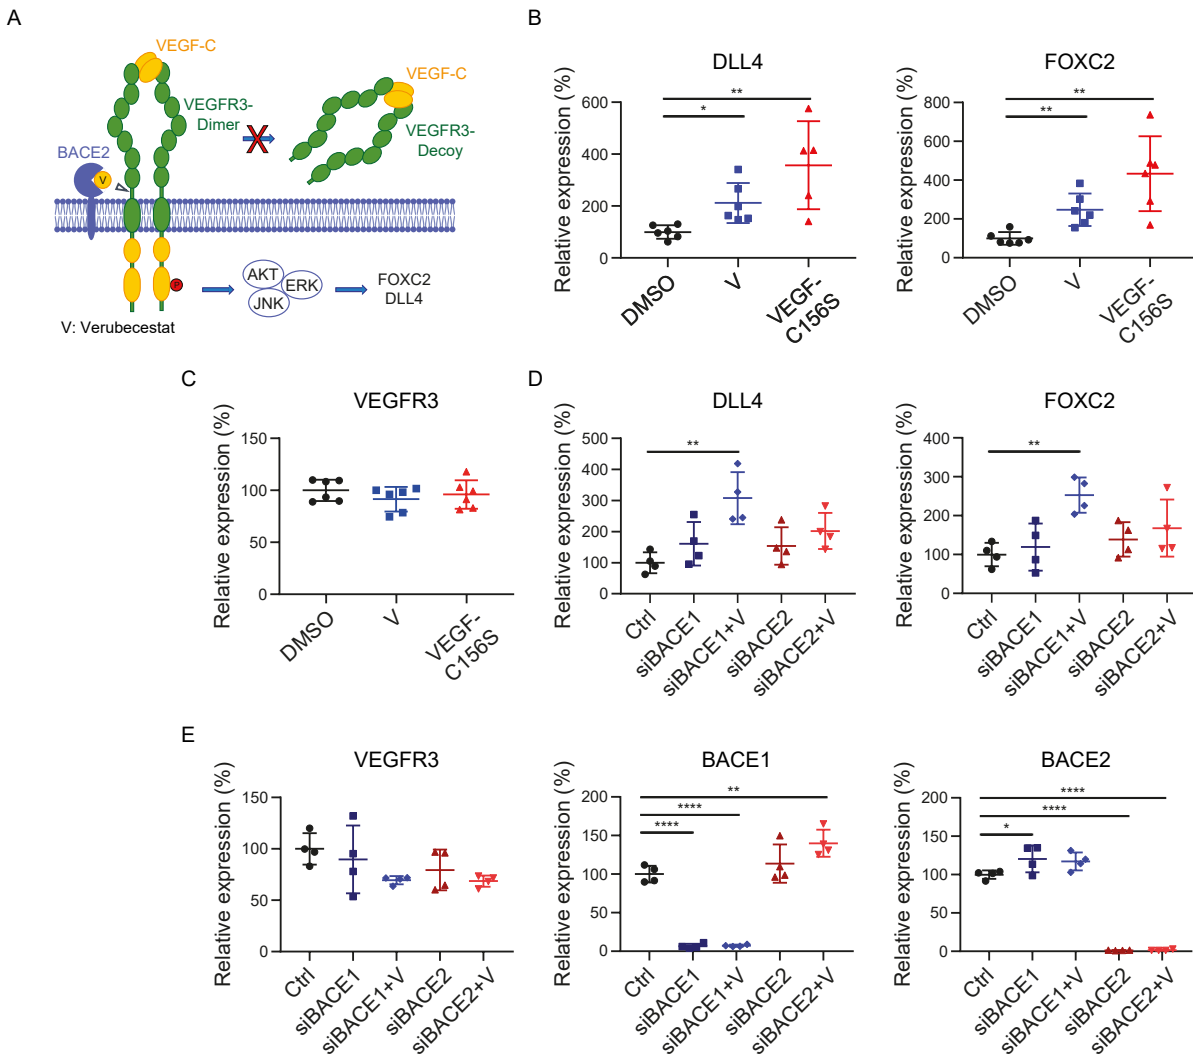 A
VEGF-C
VEGFR3-
Dimer
BACE2
V
VEGF-C
VEGFR3-
Decoy
X
P
AKT
ERK
JNK
FOXC2
DLL4
V: Verubecestat
B
DLL4
Relative expression (%)
600
400
200
0
**
*
DMSO
V
VEGF-
C156S
FOXC2
Relative expression (%)
800
600
400
200
0
**
**
DMSO
V
VEGF-
C156S
C
VEGFR3
Relative expression (%)
150
100
50
0
DMSO
V
VEGF-
C156S
D
DLL4
Relative expression (%)
500
400
300
200
100
0
**
Ctrl
siBACE1
siBACE1+V
siBACE2
siBACE2+V
FOXC2
Relative expression (%)
400
300
200
100
0
**
Ctrl
siBACE1
siBACE1+V
siBACE2
siBACE2+V
E
VEGFR3
Relative expression (%)
150
100
50
0
Ctrl
siBACE1
siBACE1+V
siBACE2
siBACE2+V
BACE1
Relative expression (%)
200
150
100
50
0
**
****
****
Ctrl
siBACE1
siBACE1+V
siBACE2
siBACE2+V
BACE2
Relative expression (%)
200
150
100
50
0
****
****
*
Ctrl
siBACE1
siBACE1+V
siBACE2
siBACE2+V